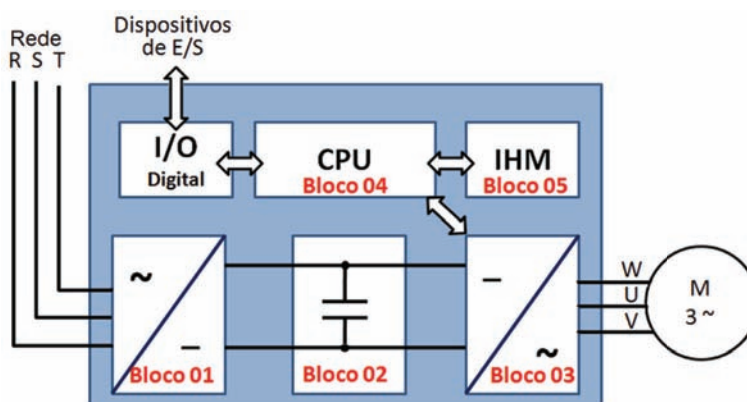 Rede
R S T
Dispositivos
de E/S
I/O
Digital
CPU
Bloco 04
IHM
Bloco 05
~
–
Bloco 01
Bloco 02
–
~
Bloco 03
W
U
V
M
3 ~